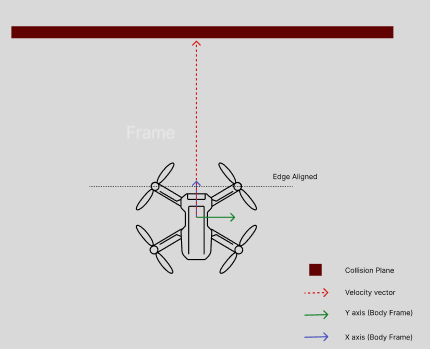 Frame
Edge Aligned
Collision Plane
Velocity vector
Y axis (Body Frame)
X axis (Body Frame)